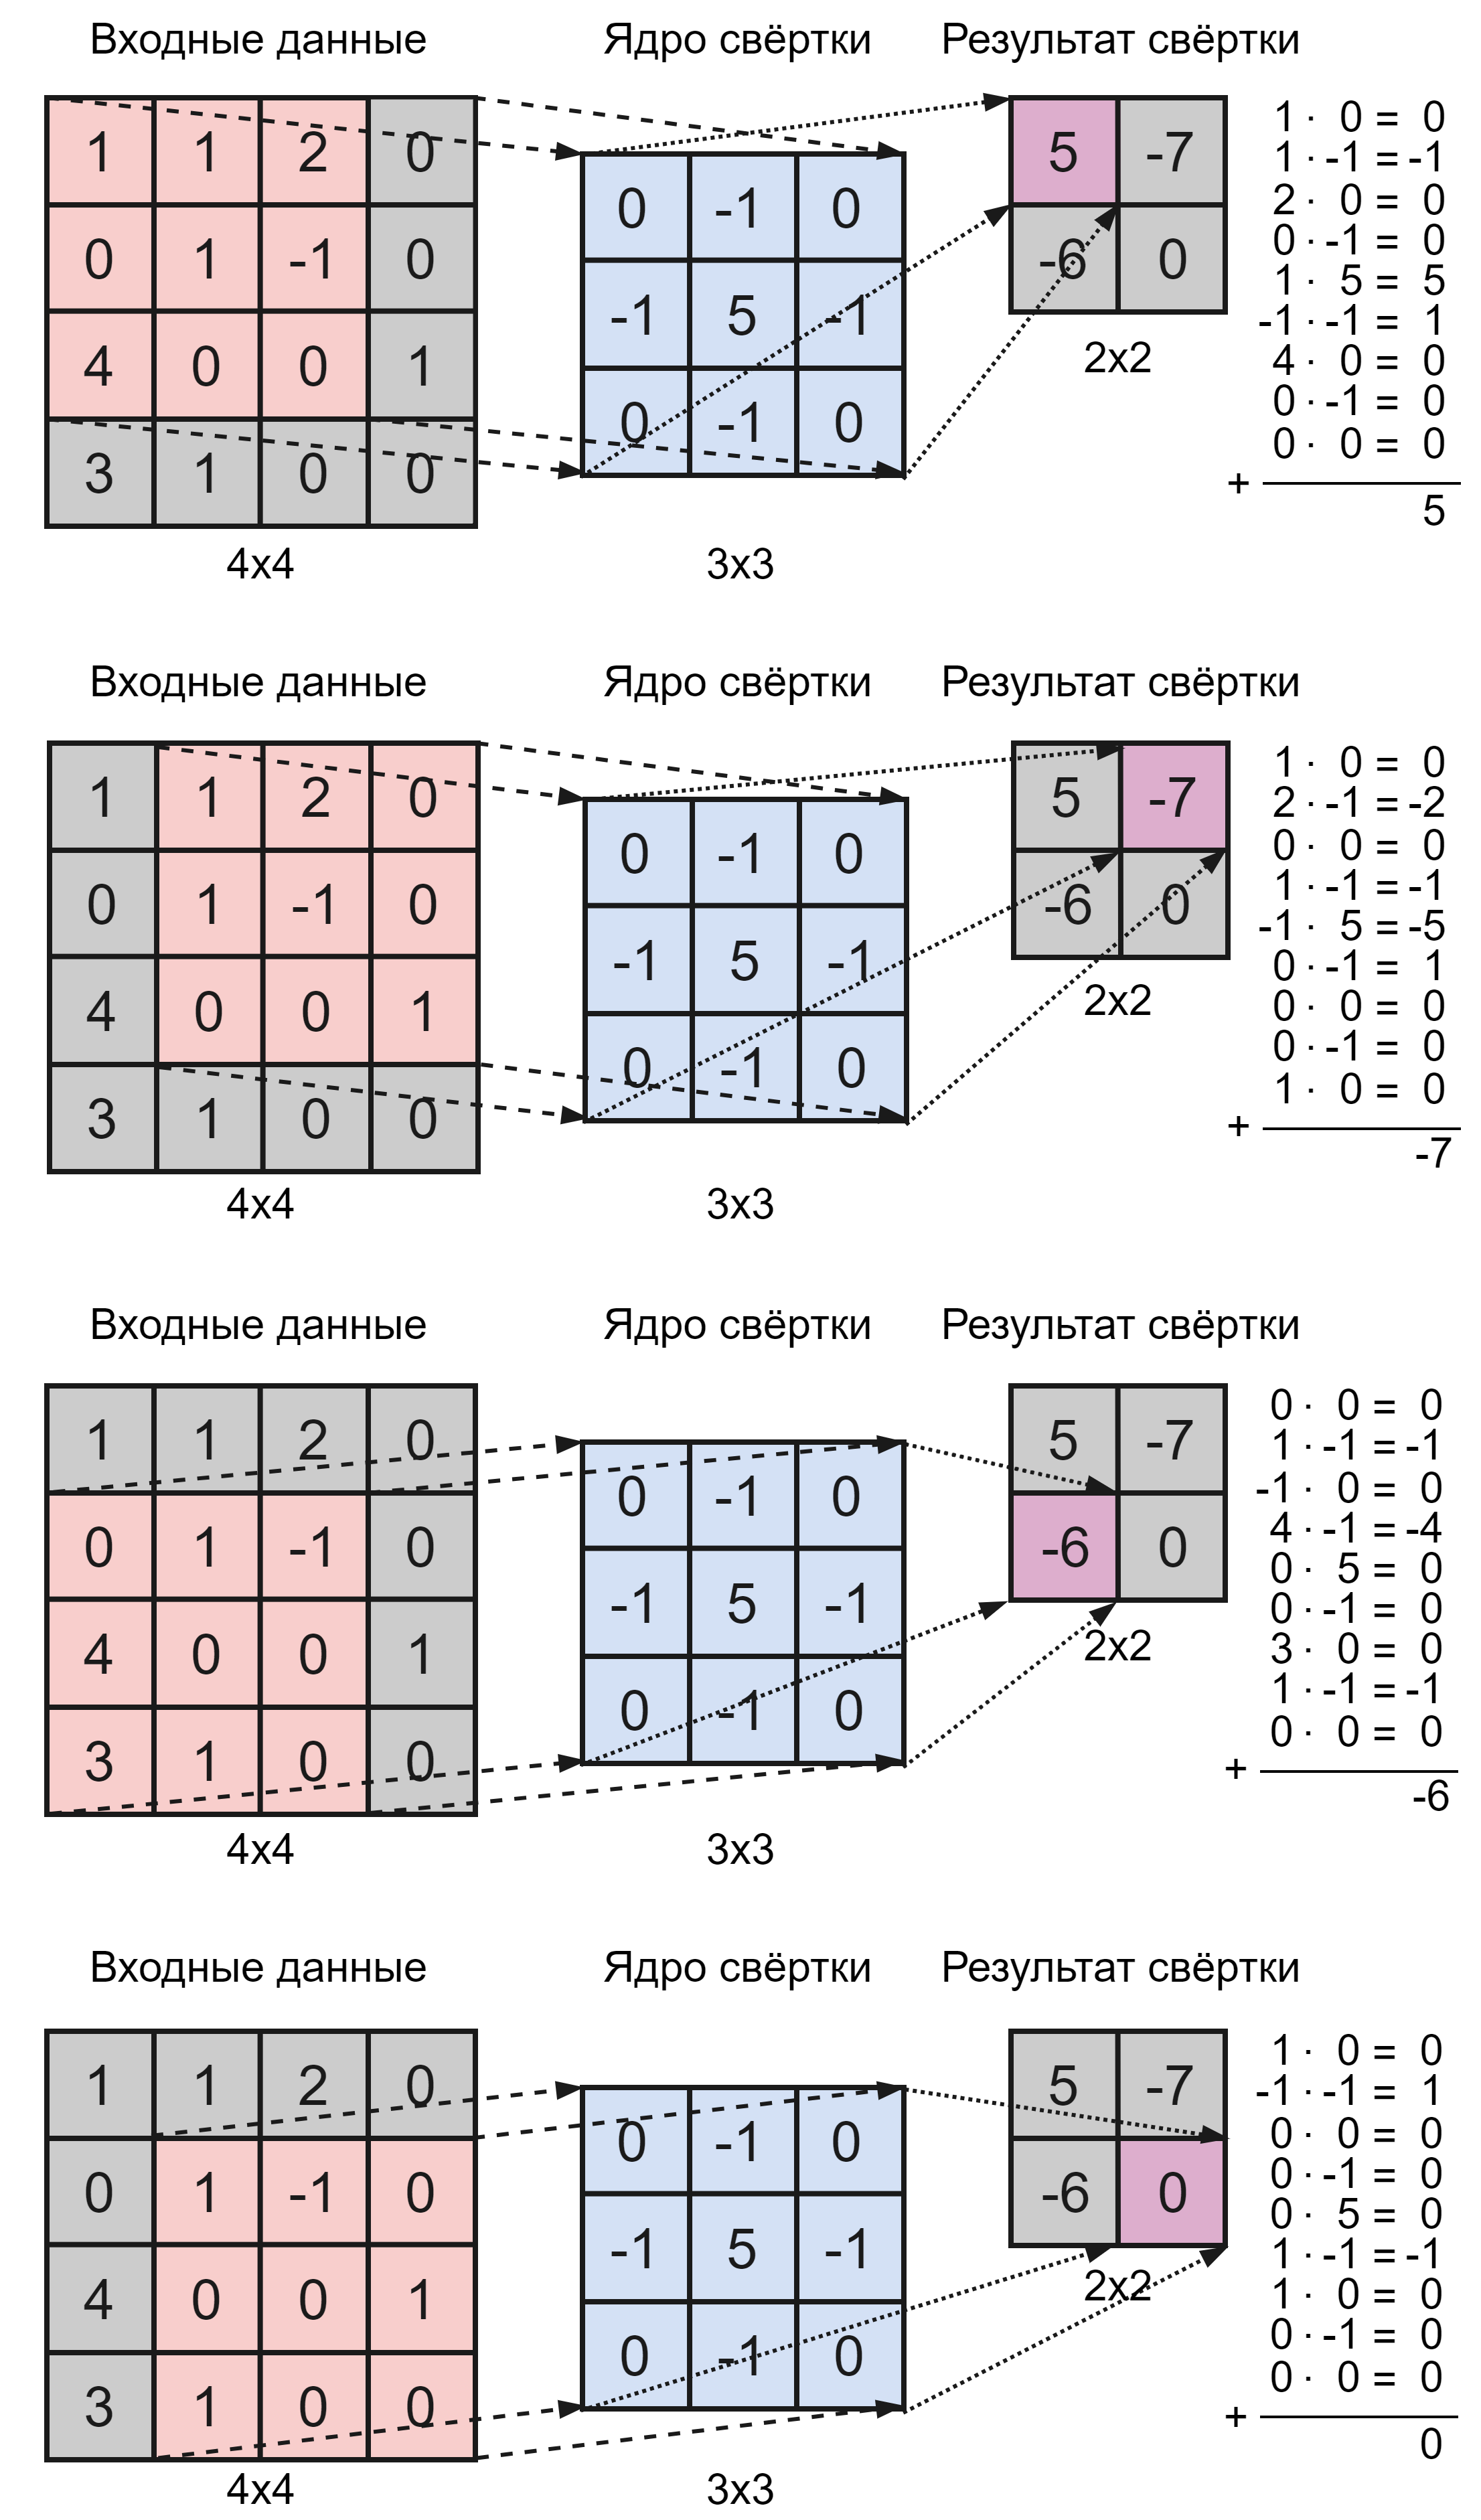 Входные данные Ядро свёртки Результат свёртки
1 1 2 0
0 1 -1 0
4 0 0 1
3 1 0 0
4x4
0 -1 0
-1 5 -1
0 -1 0
3x3
5 -7
-6 0
2x2
1 · 0 = 0
1 · -1 = -1
2 · 0 = 0
0 · -1 = 0
1 · 5 = 5
-1 · -1 = 1
4 · 0 = 0
0 · -1 = 0
0 · 0 = 0
+
5
Входные данные Ядро свёртки Результат свёртки
1 1 2 0
0 1 -1 0
4 0 0 1
3 1 0 0
4x4
0 -1 0
-1 5 -1
0 -1 0
3x3
5 -7
-6 0
2x2
1 · 0 = 0
2 · -1 = -2
0 · 0 = 0
1 · -1 = -1
-1 · 5 = -5
0 · -1 = 1
0 · 0 = 0
0 · -1 = 0
1 · 0 = 0
+
-7
Входные данные Ядро свёртки Результат свёртки
1 1 2 0
0 1 -1 0
4 0 0 1
3 1 0 0
4x4
0 -1 0
-1 5 -1
0 -1 0
3x3
5 -7
-6 0
2x2
0 · 0 = 0
1 · -1 = -1
-1 · 0 = 0
4 · -1 = -4
0 · 5 = 0
0 · -1 = 0
3 · 0 = 0
1 · -1 = -1
0 · 0 = 0
+
-6
Входные данные Ядро свёртки Результат свёртки
1 1 2 0
0 1 -1 0
4 0 0 1
3 1 0 0
4x4
0 -1 0
-1 5 -1
0 -1 0
3x3
5 -7
-6 0
2x2
1 · 0 = 0
-1 · -1 = 1
0 · 0 = 0
0 · -1 = 0
0 · 5 = 0
1 · -1 = -1
1 · 0 = 0
0 · -1 = 0
0 · 0 = 0
+
0